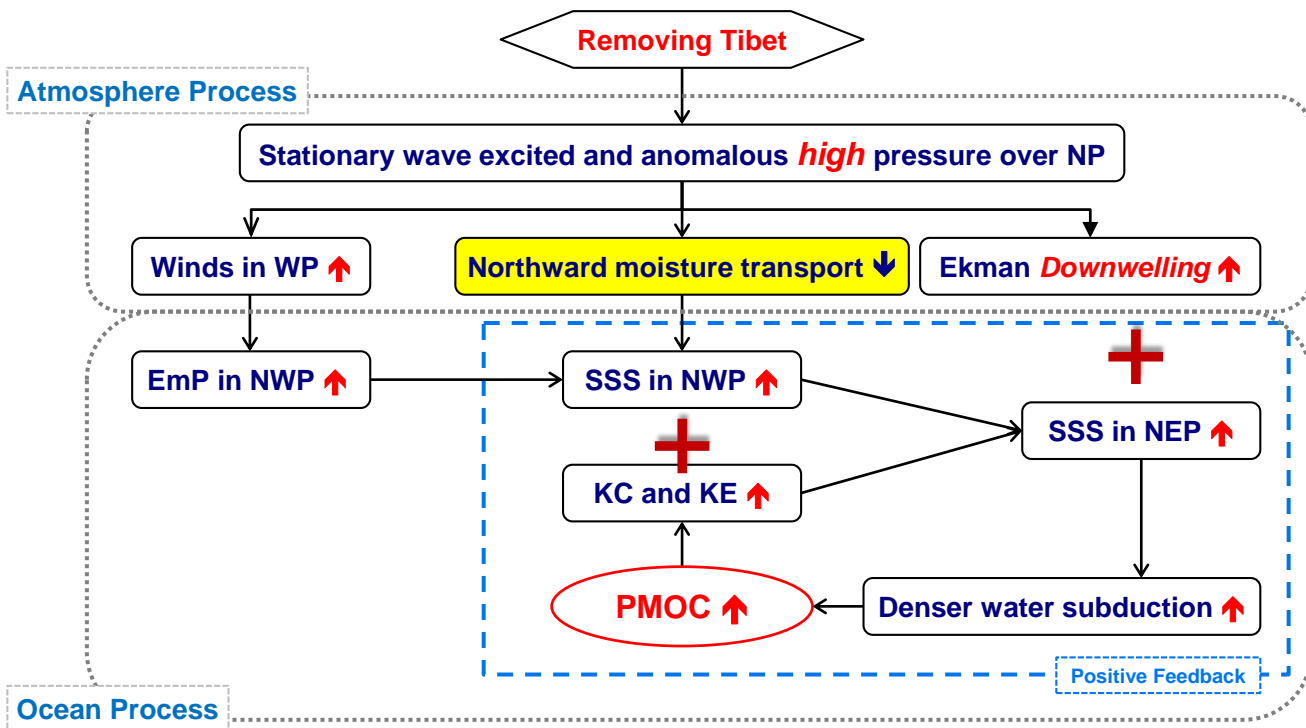 Removing Tibet
Atmosphere Process
Stationary wave excited and anomalous high pressure over NP
Winds in WP
Northward moisture transport
Ekman Downwelling
EmP in NWP
SSS in NWP
SSS in NEP
KC and KE
PMOC
Denser water subduction
Positive Feedback
Ocean Process